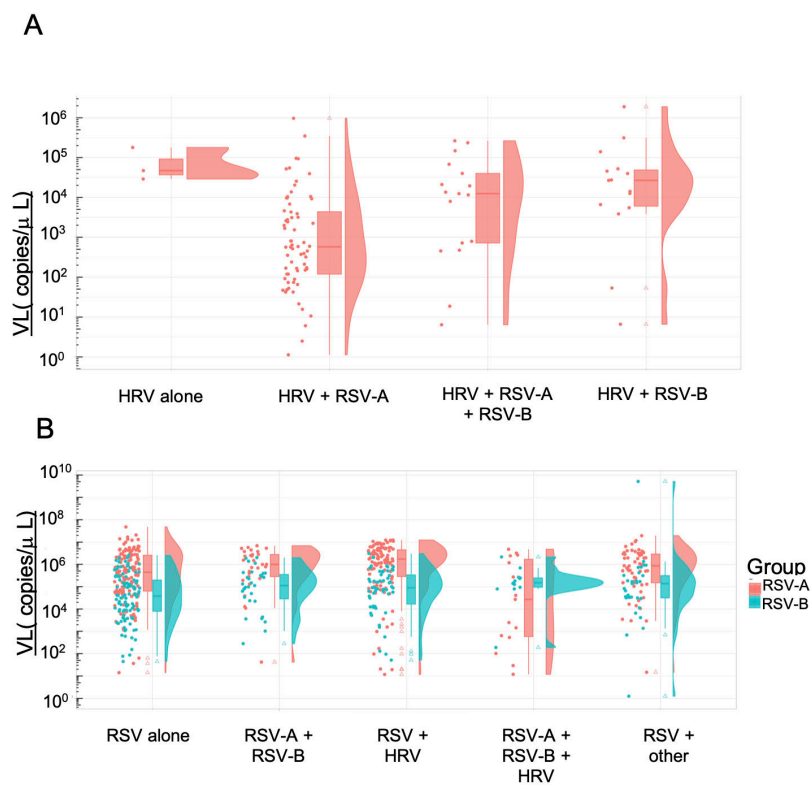 A
VL( copies/μ L)
10⁶
10⁵
10⁴
10³
10²
10¹
10⁰
HRV alone
HRV + RSV-A
HRV + RSV-A
+ RSV-B
HRV + RSV-B
B
VL( copies/μ L)
10¹⁰
10⁸
10⁶
10⁴
10²
10⁰
Group
RSV-A
RSV-B
RSV alone
RSV-A +
RSV-B
RSV +
HRV
RSV-A +
RSV-B +
HRV
RSV +
other